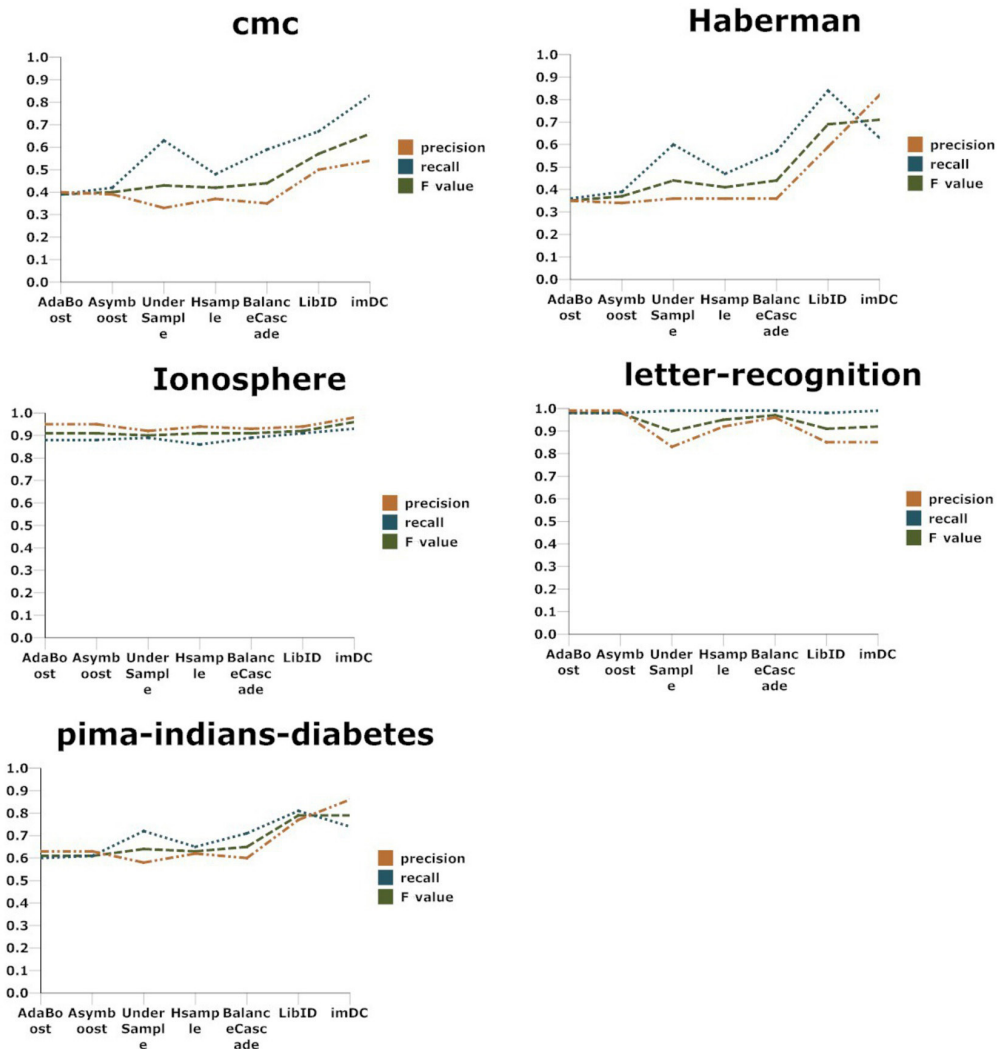 cmc
1.0
0.9
0.8
0.7
0.6
0.5
0.4
0.3
0.2
0.1
0.0
AdaBo Asymb Under Hsamp Balanc LibID imDC
ost oost Sampl le eCasc
e ade
precision
recall
F value
Haberman
1.0
0.9
0.8
0.7
0.6
0.5
0.4
0.3
0.2
0.1
0.0
AdaBo Asymb Under Hsamp Balanc LibID imDC
ost oost Sampl le eCasc
e ade
precision
recall
F value
Ionosphere
1.0
0.9
0.8
0.7
0.6
0.5
0.4
0.3
0.2
0.1
0.0
AdaBo Asymb Under Hsamp Balanc LibID imDC
ost oost Sampl le eCasc
e ade
precision
recall
F value
letter-recognition
1.0
0.9
0.8
0.7
0.6
0.5
0.4
0.3
0.2
0.1
0.0
AdaBo Asymb Under Hsamp Balanc LibID imDC
ost oost Sampl le eCasc
e ade
precision
recall
F value
pima-indians-diabetes
1.0
0.9
0.8
0.7
0.6
0.5
0.4
0.3
0.2
0.1
0.0
AdaBo Asymb Under Hsamp Balanc LibID imDC
ost oost Sampl le eCasc
e ade
precision
recall
F value